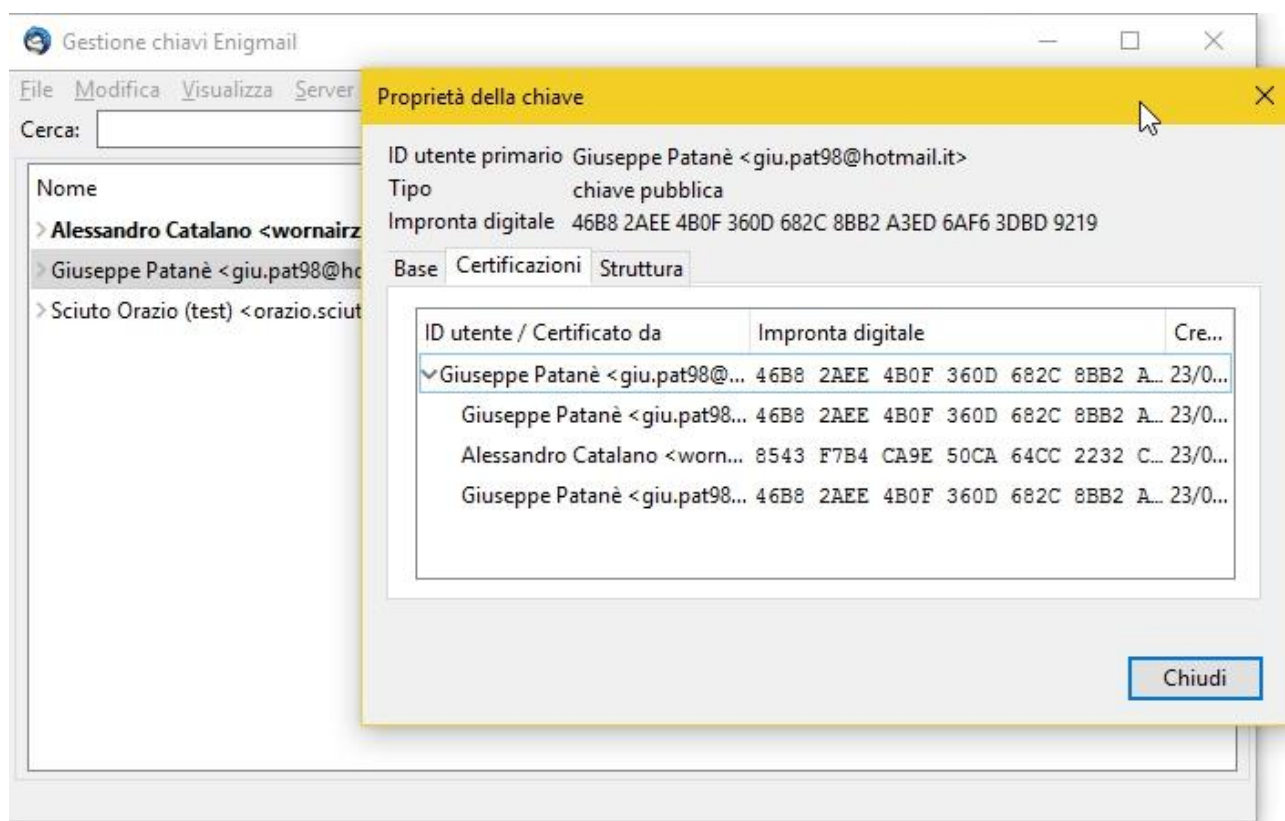 Gestione chiavi Enigmail
File Modifica Visualizza Server
Cerca:
Nome
Alessandro Catalano <wornairz
Giuseppe Patanè <giu.pat98@ho
Sciuto Orazio (test) <orazio.sciut
Proprietà della chiave
ID utente primario Giuseppe Patanè <giu.pat98@hotmail.it>
Tipo chiave pubblica
Impronta digitale 46B8 2AEE 4B0F 360D 682C 8BB2 A3ED 6AF6 3DBD 9219
Base Certificazioni Struttura
ID utente / Certificato da Impronta digitale Cre...
Giuseppe Patanè <giu.pat98@... 46B8 2AEE 4B0F 360D 682C 8BB2 A... 23/0...
Giuseppe Patanè <giu.pat98... 46B8 2AEE 4B0F 360D 682C 8BB2 A... 23/0...
Alessandro Catalano <worn... 8543 F7B4 CA9E 50CA 64CC 2232 C... 23/0...
Giuseppe Patanè <giu.pat98... 46B8 2AEE 4B0F 360D 682C 8BB2 A... 23/0...
Chiudi